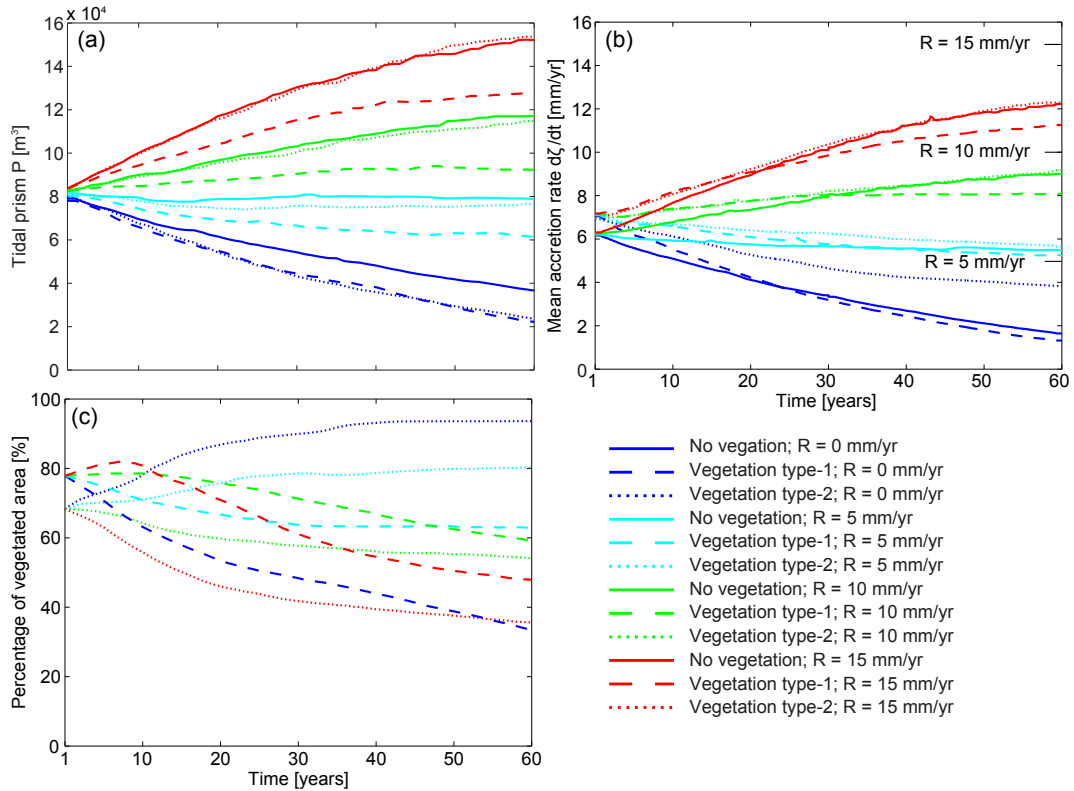 x 10⁴
(a)
16
14
12
10
8
6
4
2
0
Tidal prism P [m³]
(b)
16
14
12
10
8
6
4
2
0
Mean accretion rate dζ/dt [mm/yr]
R = 15 mm/yr
R = 10 mm/yr
R = 5 mm/yr
1 10 20 30 40 50 60
Time [years]
(c)
100
80
60
40
20
0
Percentage of vegetated area [%]
1 10 20 30 40 50 60
Time [years]
No vegation; R = 0 mm/yr
Vegetation type-1; R = 0 mm/yr
Vegetation type-2; R = 0 mm/yr
No vegetation; R = 5 mm/yr
Vegetation type-1; R = 5 mm/yr
Vegetation type-2; R = 5 mm/yr
No vegetation; R = 10 mm/yr
Vegetation type-1; R = 10 mm/yr
Vegetation type-2; R = 10 mm/yr
No vegetation; R = 15 mm/yr
Vegetation type-1; R = 15 mm/yr
Vegetation type-2; R = 15 mm/yr